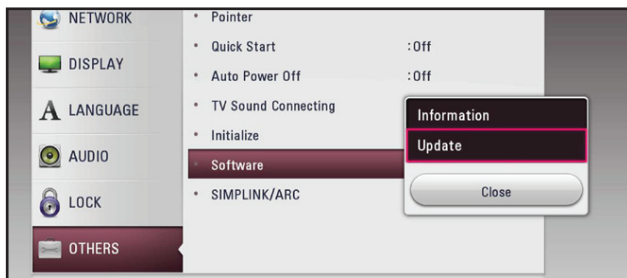 NETWORK
DISPLAY
LANGUAGE
AUDIO
LOCK
OTHERS
• Pointer
• Quick Start :Off
• Auto Power Off :Off
• TV Sound Connecting
• Initialize
• Software
• SIMPLINK/ARC
Information
Update
Close